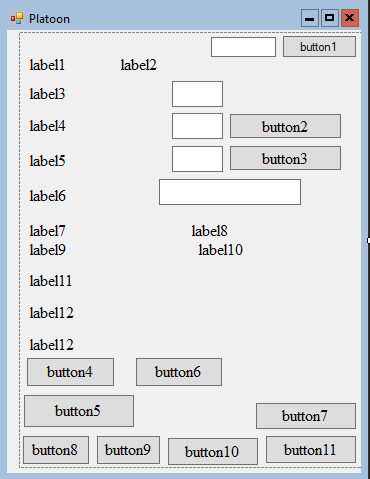 Platoon
button1
label1 label2
label3
label4 button2
label5 button3
label6
label7 label8
label9 label10
label11
label12
label12
button4 button6
button5
button7
button8 button9 button10 button11